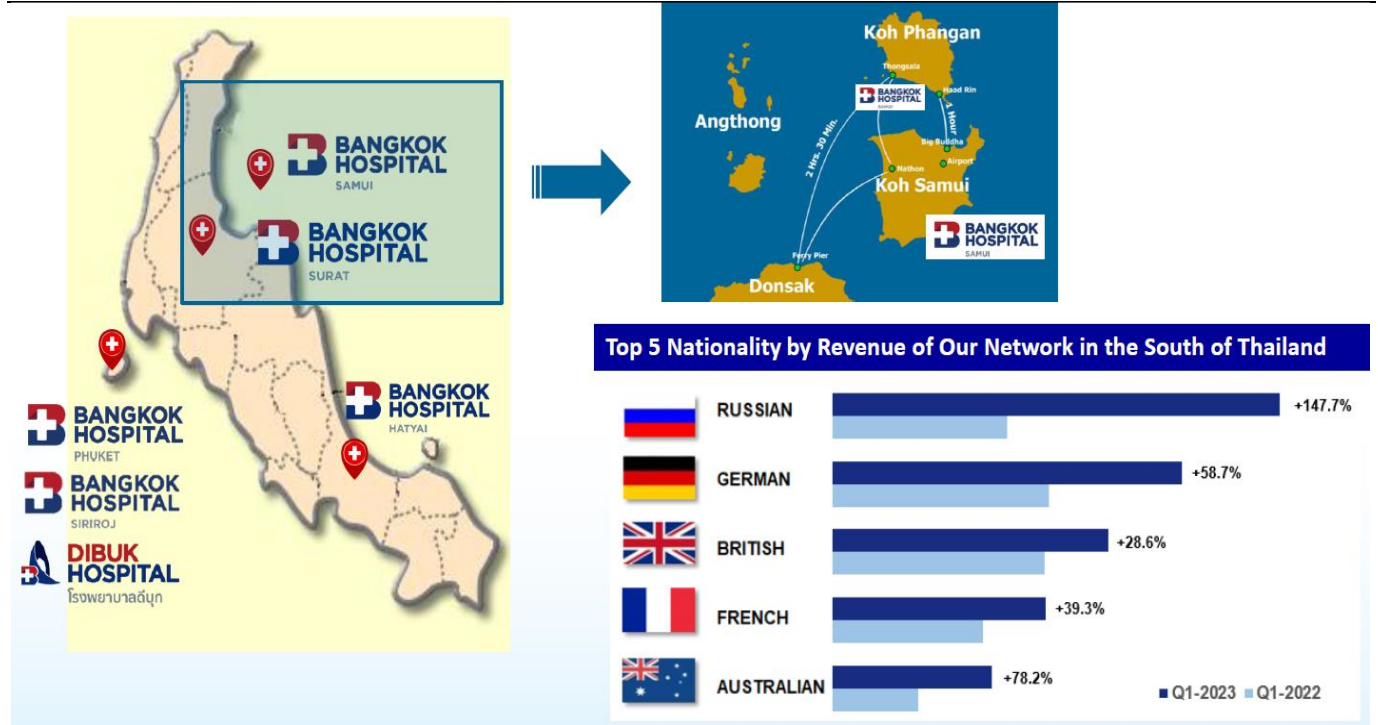 BANGKOK
HOSPITAL
SAMUI
BANGKOK
HOSPITAL
SURAT
BANGKOK
HOSPITAL
HATYAI
BANGKOK
HOSPITAL
PHUKET
BANGKOK
HOSPITAL
SIRIROJ
DIBUK
HOSPITAL
โรงพยาบาลดีบุก
Koh Phangan
Thongsala
BANGKOK
HOSPITAL
SAMUI
Haad Rin
Angthong
2 Hrs. 30 Min.
1 Hour
Big Buddha
Airport
Nathon
Koh Samui
BANGKOK
HOSPITAL
SAMUI
Ferry Pier
Donsak
Top 5 Nationality by Revenue of Our Network in the South of Thailand
RUSSIAN +147.7%
GERMAN +58.7%
BRITISH +28.6%
FRENCH +39.3%
AUSTRALIAN +78.2%
Q1-2023 Q1-2022